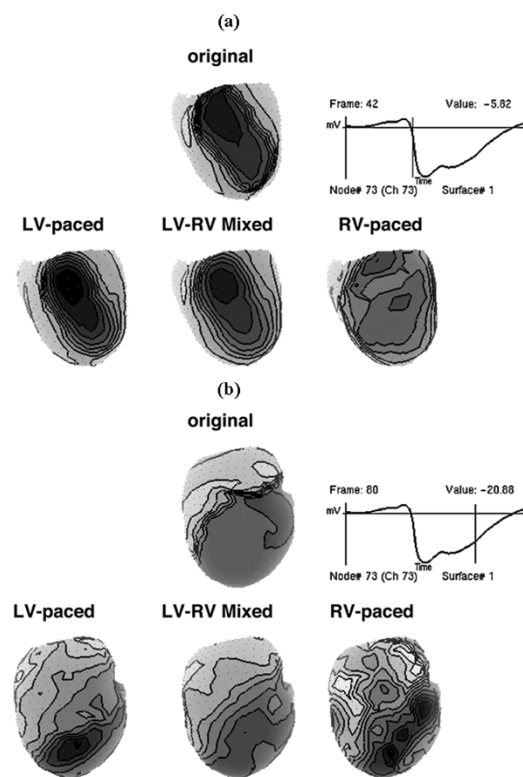 (a)
original
Frame: 42 Value: -5.82
mV
Time
Node# 73 (Ch 73) Surface# 1
LV-paced LV-RV Mixed RV-paced
(b)
original
Frame: 80 Value: -20.88
mV
Time
Node# 73 (Ch 73) Surface# 1
LV-paced LV-RV Mixed RV-paced